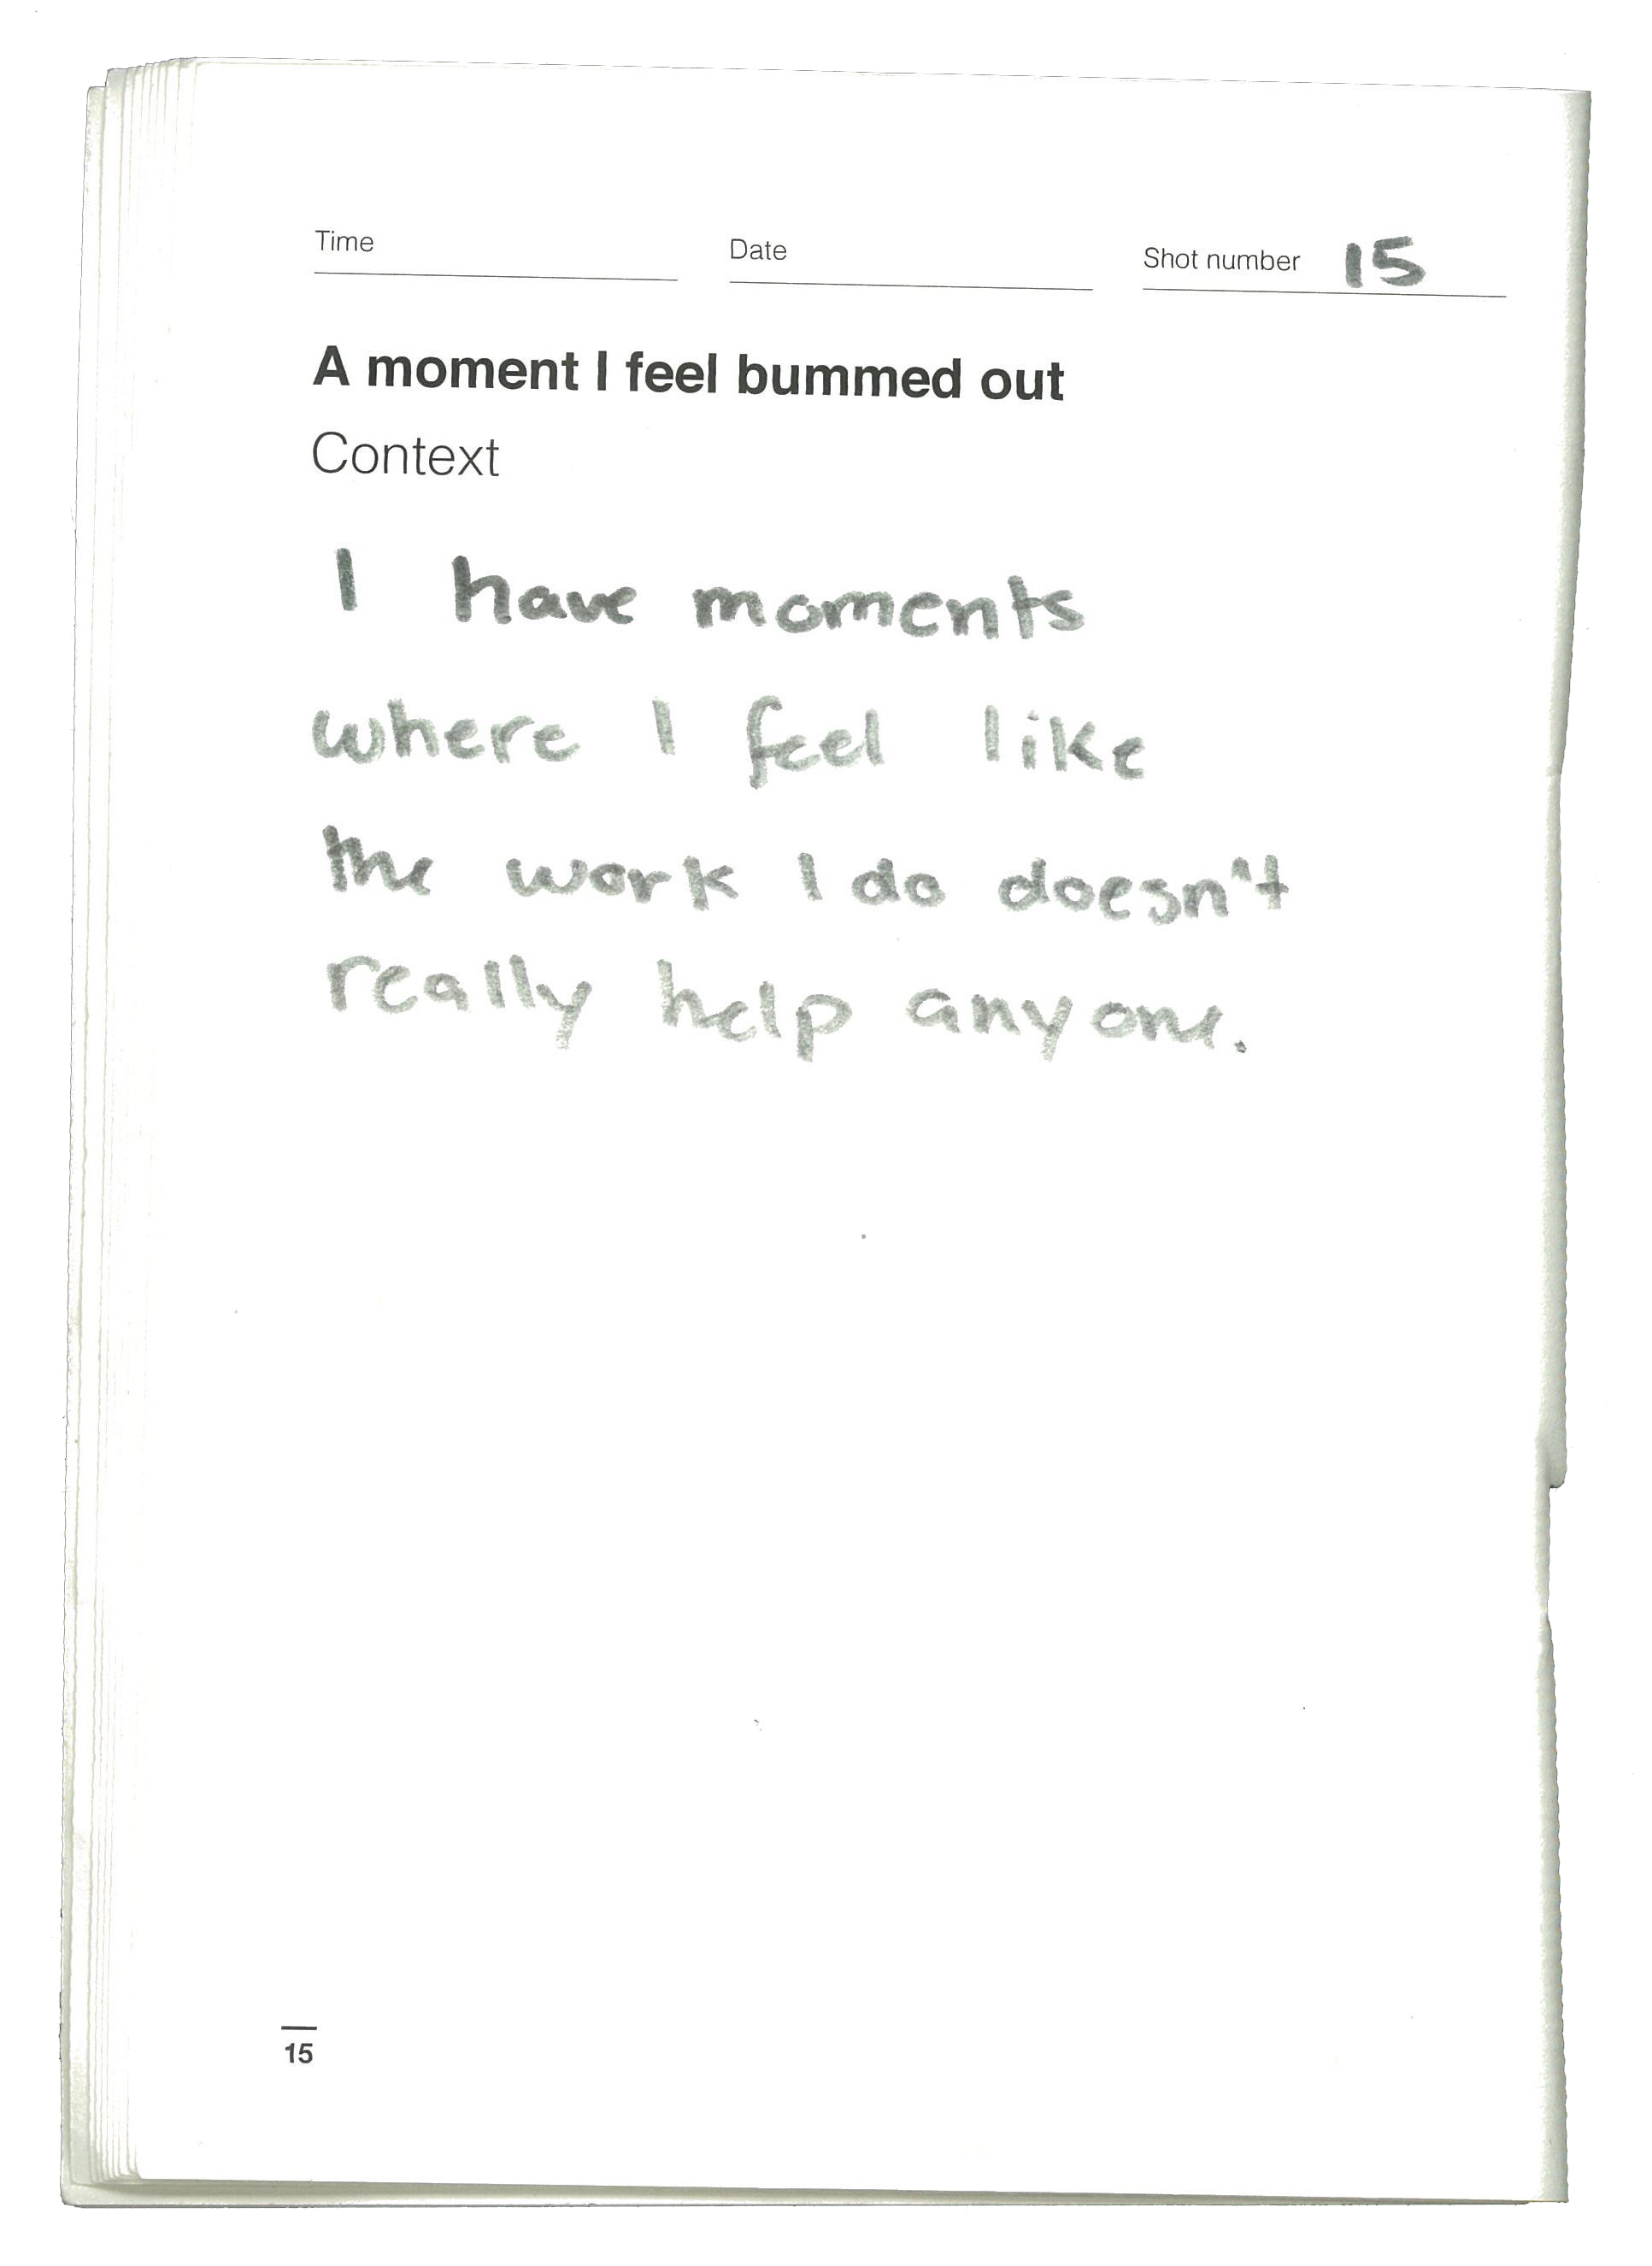 Time Date Shot number 15
A moment I feel bummed out
Context
I have moments
where I feel like
the work I do doesn't
really help anyone.
15